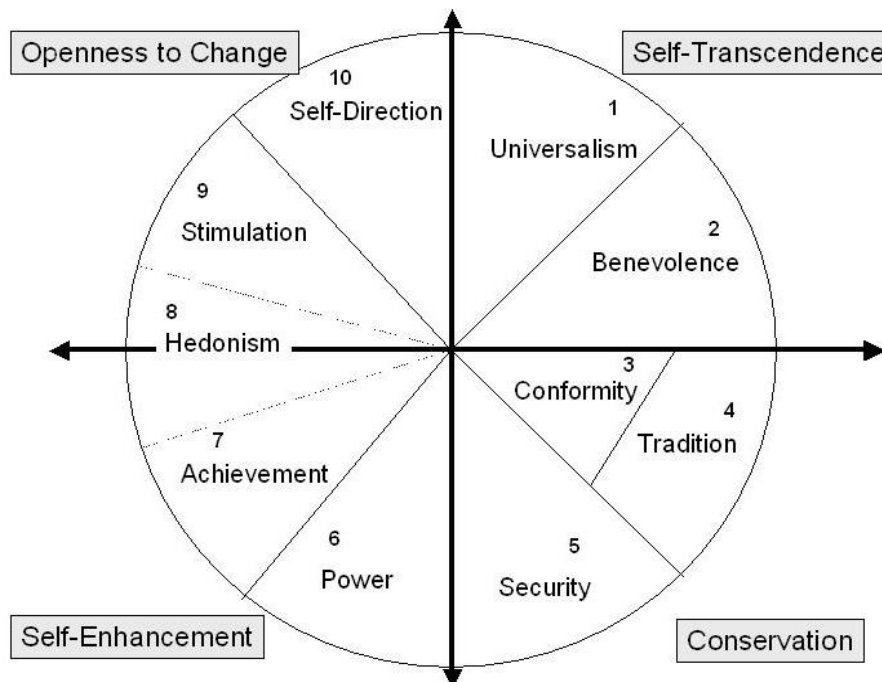 Openness to Change
Self-Transcendence
10
Self-Direction
1
Universalism
9
Stimulation
2
Benevolence
8
Hedonism
3
Conformity
4
Tradition
7
Achievement
6
Power
5
Security
Self-Enhancement
Conservation